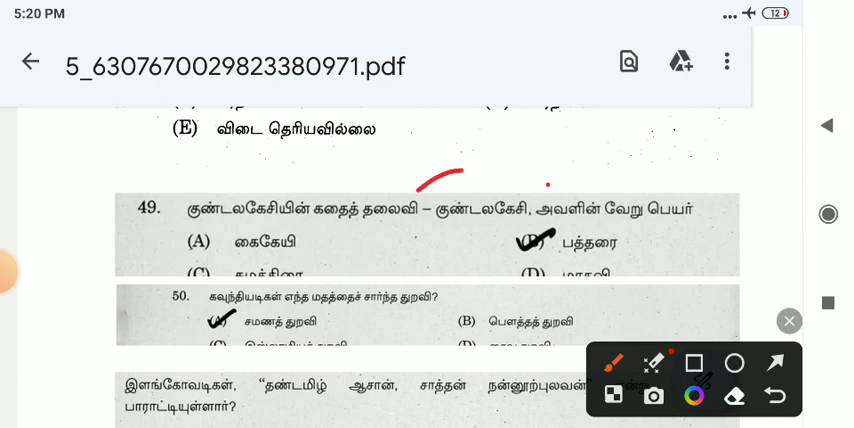 5:20 PM
12
5_6307670029823380971.pdf
(E) விடை தெரியவில்லை
49. குண்டலகேசியின் கதைத் தலைவி – குண்டலகேசி, அவளின் வேறு பெயர்
(A) கைகேயி (B) பத்தரை
(C) (D)
50. கவுந்தியடிகள் எந்த மதத்தைச் சார்ந்த துறவி?
(A) சமணத் துறவி (B) பௌத்தத் துறவி
இளங்கோவடிகள், “தண்டமிழ் ஆசான், சாத்தன் நன்னூற்புலவன்”
பாராட்டியுள்ளார்?